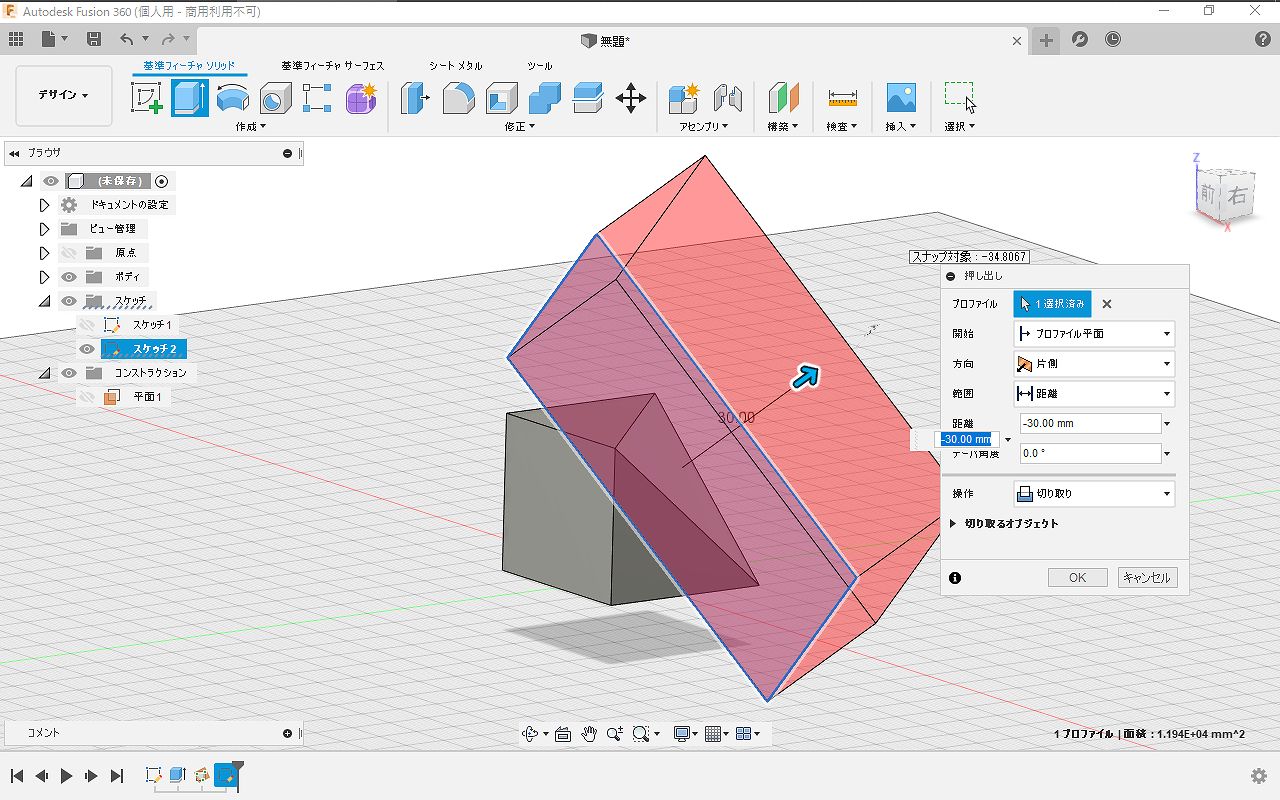 Autodesk Fusion 360 (個人用 - 商用利用不可)
無題*
デザイン
基準フィーチャ ソリッド
基準フィーチャ サーフェス
シート メタル
ツール
作成
修正
アセンブリ
構築
検査
挿入
選択
ブラウザ
(未保存)
ドキュメントの設定
ビュー管理
原点
ボディ
スケッチ
スケッチ1
スケッチ2
コンストラクション
平面1
Z
前
右
X
スナップ対象 : -34.8067
押し出し
プロファイル
1 選択済み
開始
プロファイル平面
方向
片側
範囲
距離
距離
-30.00 mm
-30.00 mm
テーパ角度
0.0 °
操作
切り取り
切り取るオブジェクト
OK
キャンセル
30.00
コメント
1 プロファイル | 面積 : 1.194E+04 mm^2